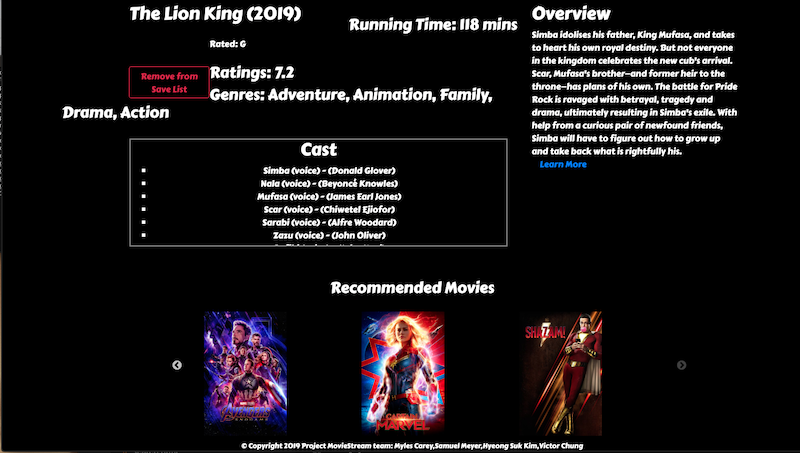 The Lion King (2019)
Running Time: 118 mins
Rated: G
Remove from
Save List
Ratings: 7.2
Genres: Adventure, Animation, Family,
Drama, Action
Cast
Simba (voice) - (Donald Glover)
Nala (voice) - (Beyoncé Knowles)
Mufasa (voice) - (James Earl Jones)
Scar (voice) - (Chiwetel Ejiofor)
Sarabi (voice) - (Alfre Woodard)
Zazu (voice) - (John Oliver)
Overview
Simba idolises his father, King Mufasa, and takes
to heart his own royal destiny. But not everyone
in the kingdom celebrates the new cub's arrival.
Scar, Mufasa's brother—and former heir to the
throne—has plans of his own. The battle for Pride
Rock is ravaged with betrayal, tragedy and
drama, ultimately resulting in Simba's exile. With
help from a curious pair of newfound friends,
Simba will have to figure out how to grow up
and take back what is rightfully his.
Learn More
Recommended Movies
AVENGERS
ENDGAME
CAPTAIN
MARVEL
SHAZAM!
© Copyright 2019 Project MovieStream team: Myles Carey,Samuel Meyer,Hyeong Suk Kim,Victor Chung